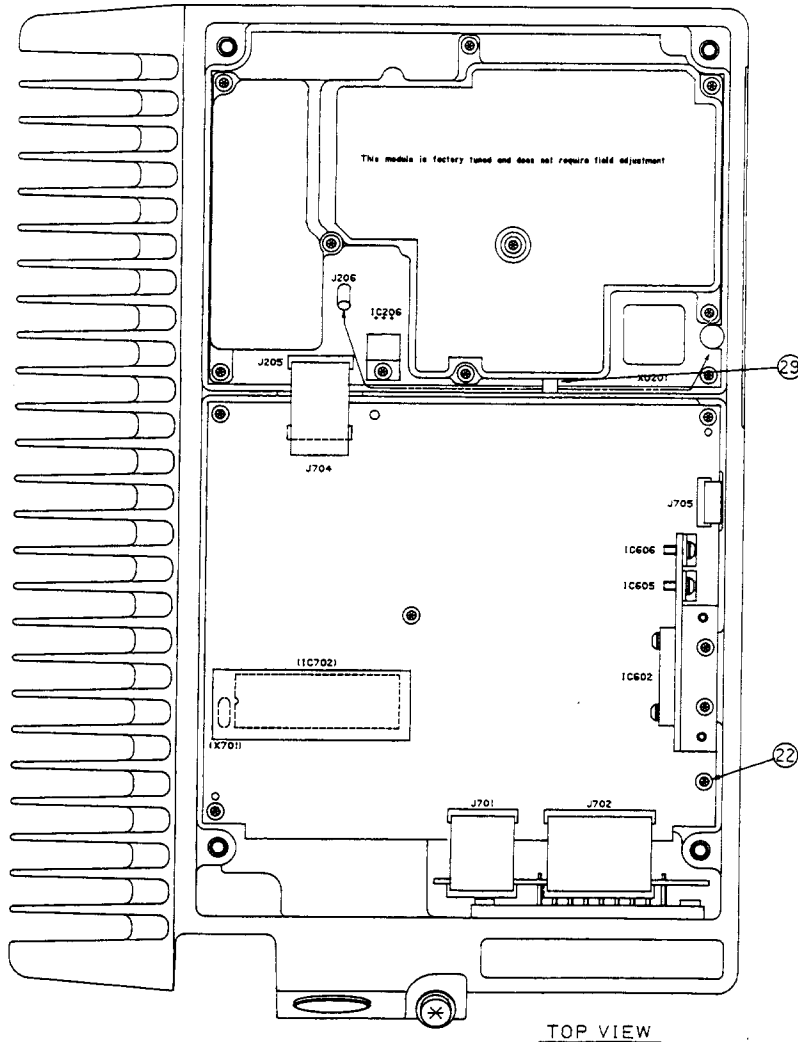 This module is factory tuned and does not require field adjustment
J206
IC206
J205
XU201
29
J704
J705
IC606
IC605
(IC702)
IC602
(X701)
22
J701
J702
TOP VIEW